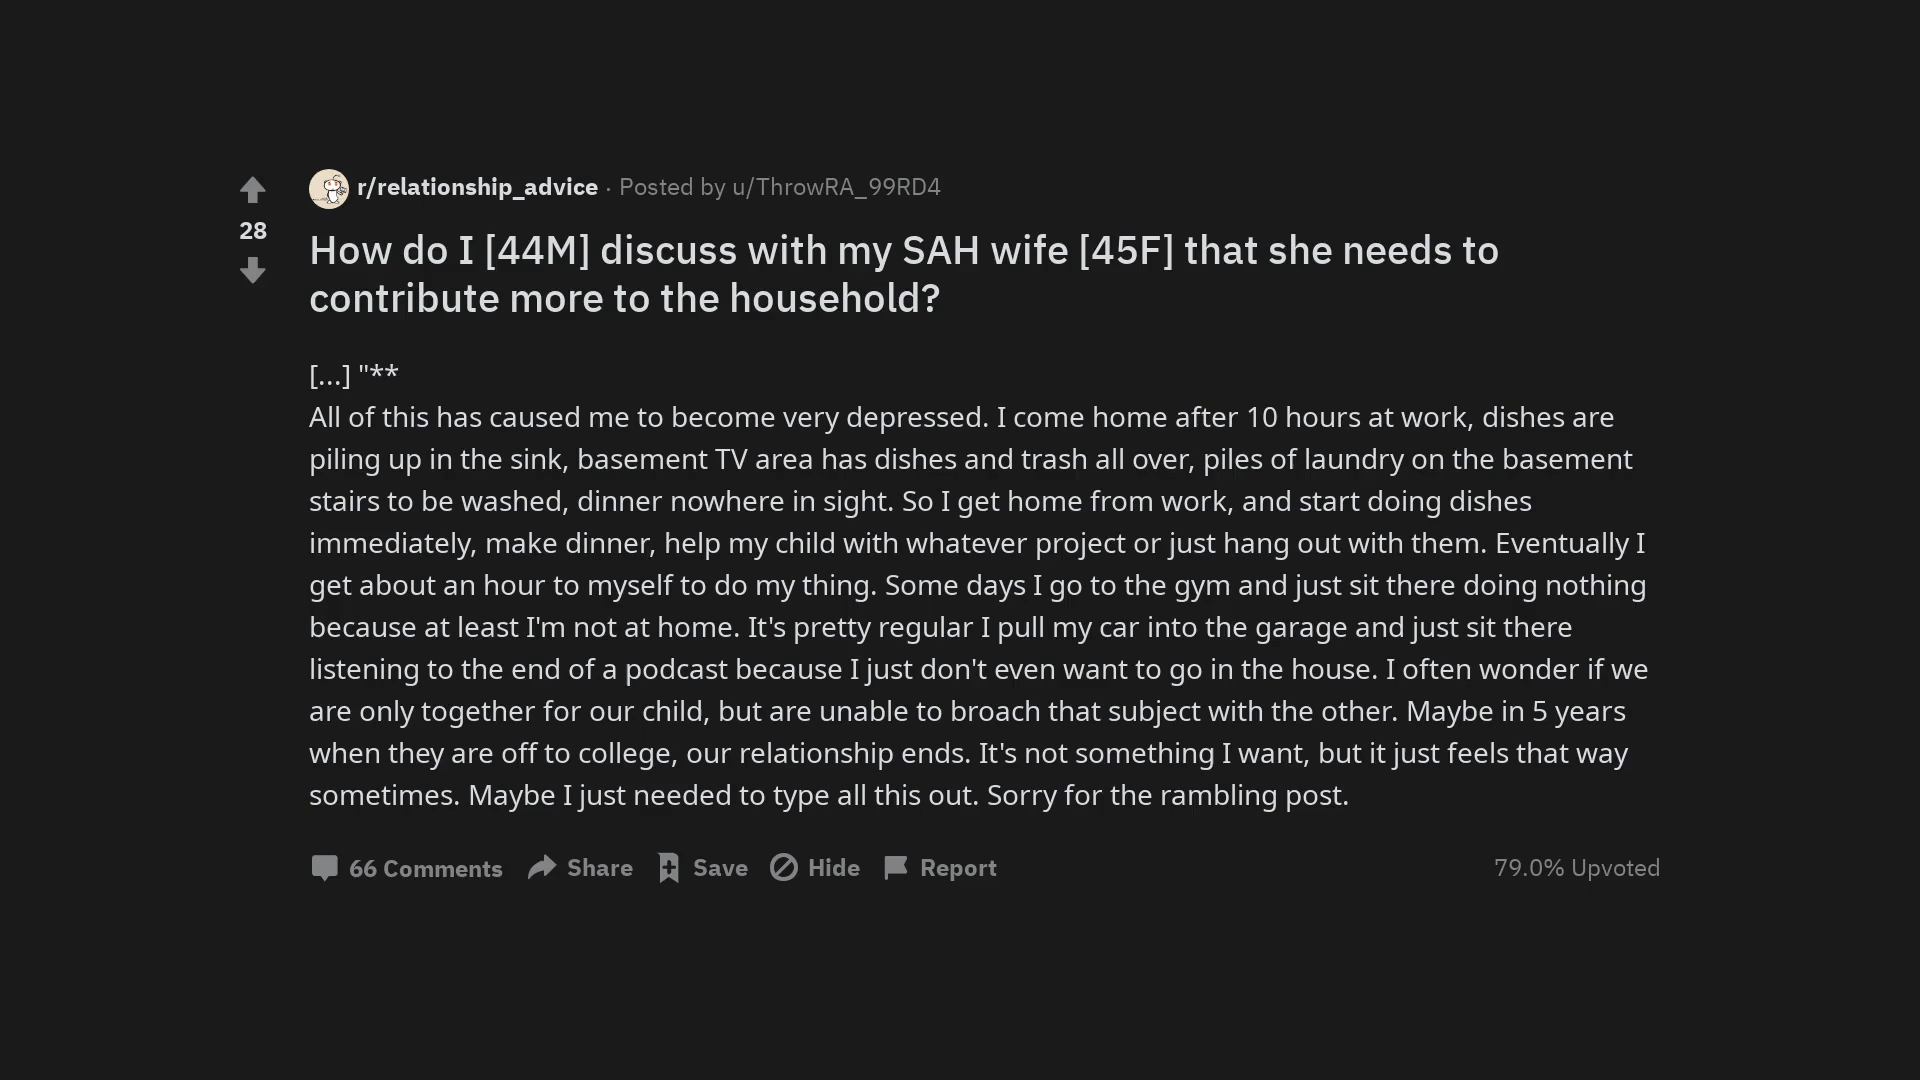 r/relationship_advice · Posted by u/ThrowRA_99RD4
28
How do I [44M] discuss with my SAH wife [45F] that she needs to
contribute more to the household?
[...] "**
All of this has caused me to become very depressed. I come home after 10 hours at work, dishes are
piling up in the sink, basement TV area has dishes and trash all over, piles of laundry on the basement
stairs to be washed, dinner nowhere in sight. So I get home from work, and start doing dishes
immediately, make dinner, help my child with whatever project or just hang out with them. Eventually I
get about an hour to myself to do my thing. Some days I go to the gym and just sit there doing nothing
because at least I'm not at home. It's pretty regular I pull my car into the garage and just sit there
listening to the end of a podcast because I just don't even want to go in the house. I often wonder if we
are only together for our child, but are unable to broach that subject with the other. Maybe in 5 years
when they are off to college, our relationship ends. It's not something I want, but it just feels that way
sometimes. Maybe I just needed to type all this out. Sorry for the rambling post.
66 Comments Share Save Hide Report 79.0% Upvoted